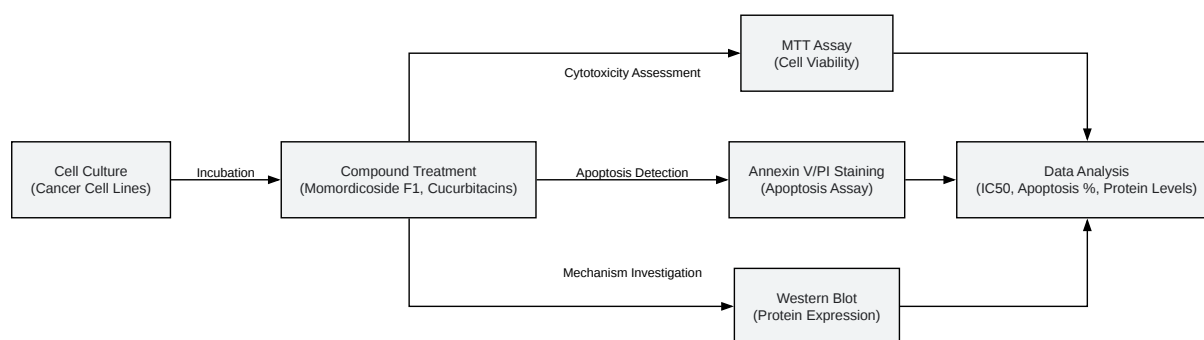 MTT Assay
(Cell Viability)
Cytotoxicity Assessment
Cell Culture
(Cancer Cell Lines)
Incubation
Compound Treatment
(Momordicoside F1, Cucurbitacins)
Apoptosis Detection
Annexin V/PI Staining
(Apoptosis Assay)
Data Analysis
(IC50, Apoptosis %, Protein Levels)
Mechanism Investigation
Western Blot
(Protein Expression)